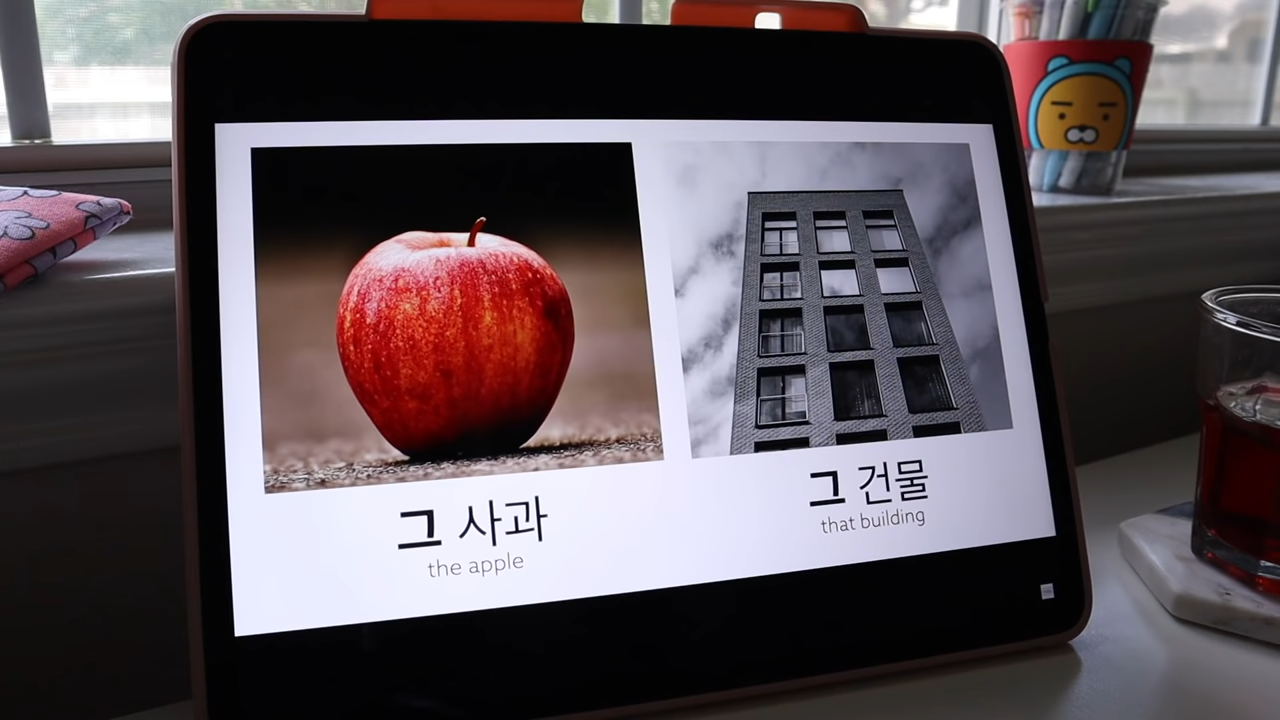 그 사과
the apple
그 건물
that building